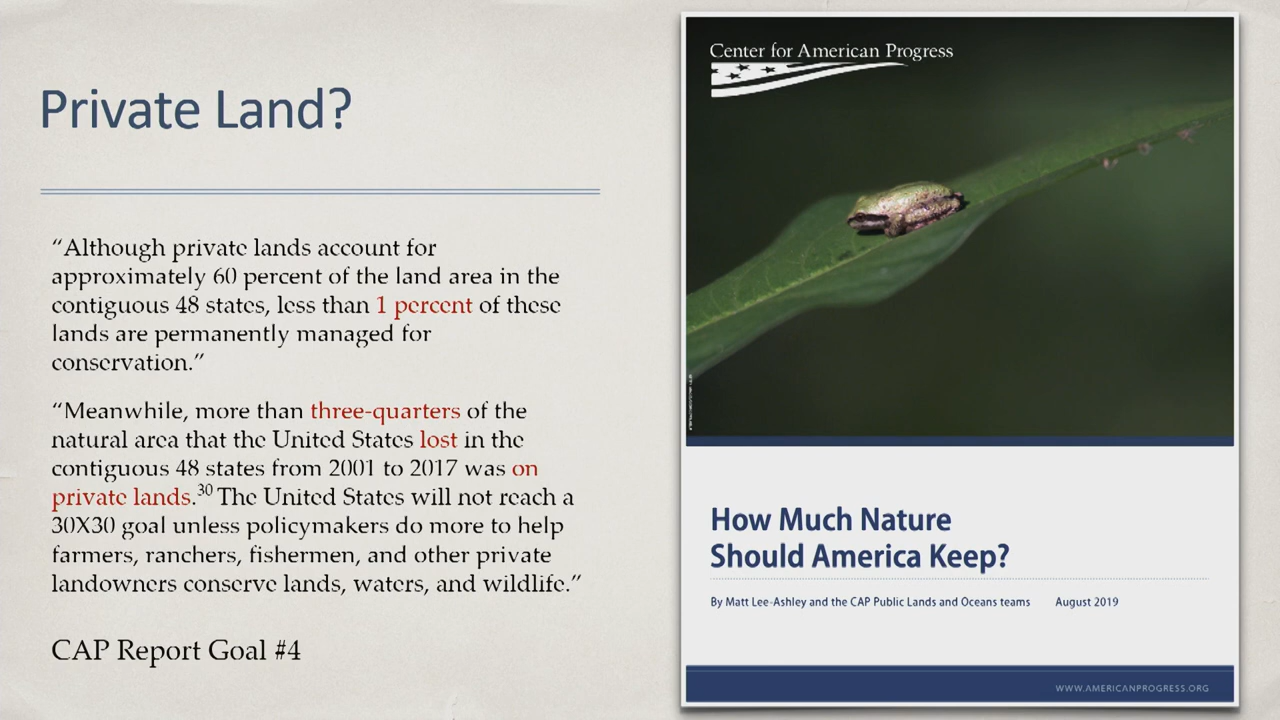 Private Land?
“Although private lands account for
approximately 60 percent of the land area in the
contiguous 48 states, less than 1 percent of these
lands are permanently managed for
conservation.”
“Meanwhile, more than three-quarters of the
natural area that the United States lost in the
contiguous 48 states from 2001 to 2017 was on
private lands.30 The United States will not reach a
30X30 goal unless policymakers do more to help
farmers, ranchers, fishermen, and other private
landowners conserve lands, waters, and wildlife.”
CAP Report Goal #4
Center for American Progress
How Much Nature
Should America Keep?
By Matt Lee-Ashley and the CAP Public Lands and Oceans teams August 2019
WWW.AMERICANPROGRESS.ORG